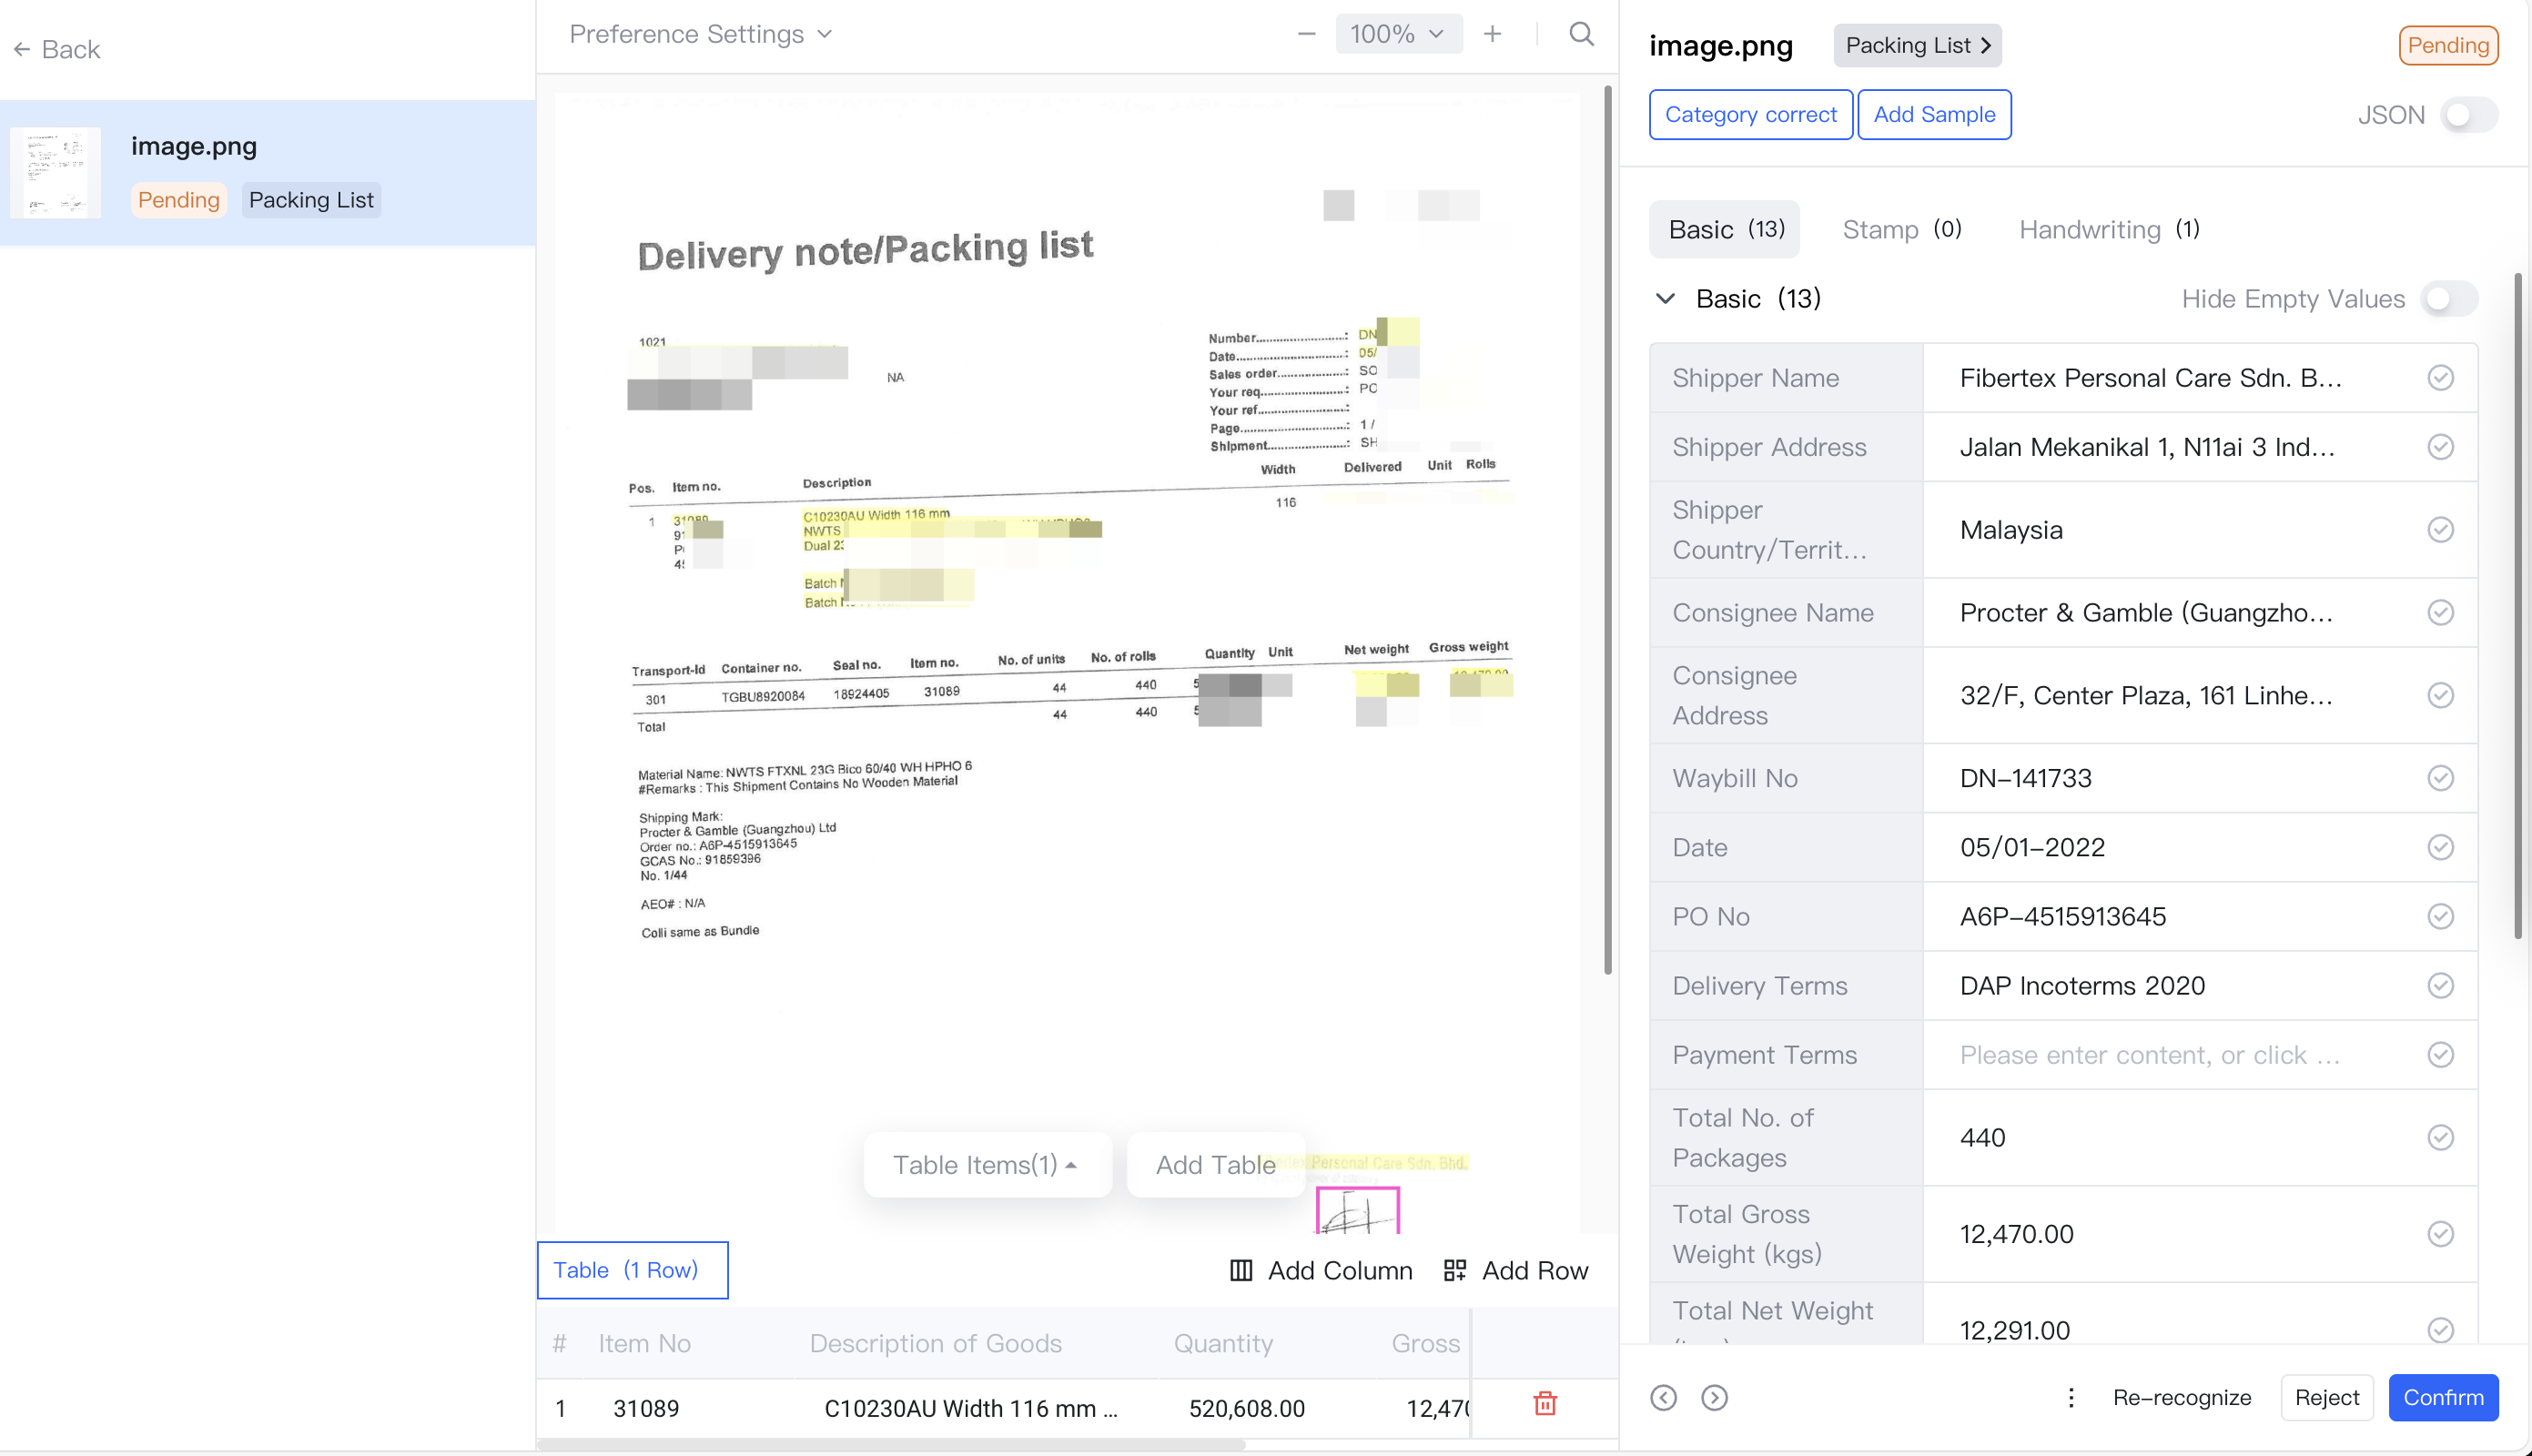 Back
image.png
Pending Packing List
Preference Settings
100%
Delivery note/Packing list
1021
NA
Number : DN
Date : 05/
Sales order : SO
Your req. : PO
Your ref. :
Page : 1 /
Shipment : SH
Pos. Item no. Description Width Delivered Unit Rolls
1 31089 C10230AU Width 116 mm 116
NWTS
Dual 23
Batch
Batch
Transport-Id Container no. Seal no. Item no. No. of units No. of rolls Quantity Unit Net weight Gross weight
301 TGBU8920084 18924405 31089 44 440 5
Total 44 440 5
Material Name: NWTS FTXNL 23G Bico 60/40 WH HPHO 6
#Remarks : This Shipment Contains No Wooden Material
Shipping Mark:
Procter & Gamble (Guangzhou) Ltd
Order no.: A6P-4515913645
GCAS No.: 91859396
No. 1/44
AEO# : N/A
Colli same as Bundle
Personal Care Sdn. Bhd.
Table Items(1) Add Table
Table (1 Row)
Add Column Add Row
# Item No Description of Goods Quantity Gross
1 31089 C10230AU Width 116 mm ... 520,608.00 12,470
image.png Packing List
Pending
Category correct Add Sample
JSON
Basic (13) Stamp (0) Handwriting (1)
Basic (13) Hide Empty Values
Shipper Name Fibertex Personal Care Sdn. B...
Shipper Address Jalan Mekanikal 1, N11ai 3 Ind...
Shipper Country/Territ... Malaysia
Consignee Name Procter & Gamble (Guangzho...
Consignee Address 32/F, Center Plaza, 161 Linhe...
Waybill No DN-141733
Date 05/01-2022
PO No A6P-4515913645
Delivery Terms DAP Incoterms 2020
Payment Terms Please enter content, or click ...
Total No. of Packages 440
Total Gross Weight (kgs) 12,470.00
Total Net Weight 12,291.00
Re-recognize Reject Confirm